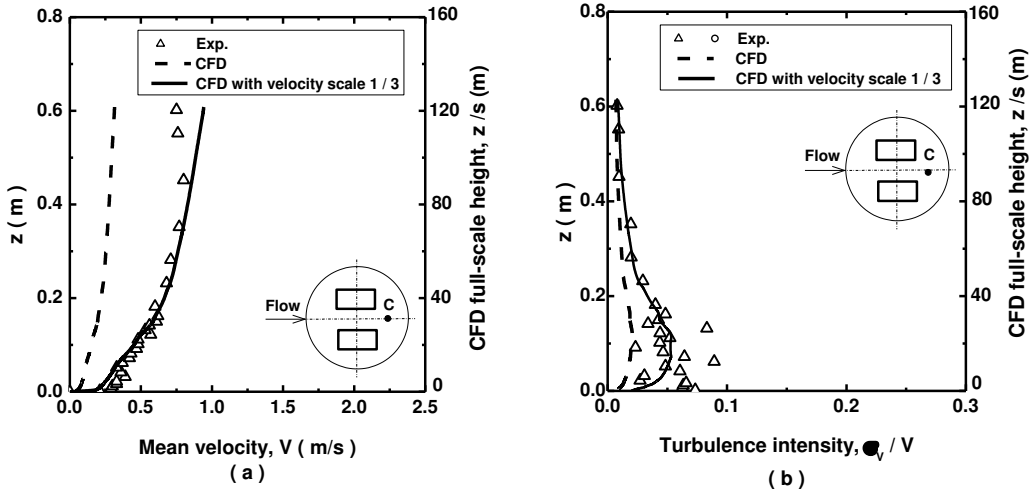 0.8
0.6
0.4
0.2
0.0
z ( m )
Exp.
CFD
CFD with velocity scale 1 / 3
160
120
80
40
0
CFD full-scale height, z /s (m)
Flow
C
0.0 0.5 1.0 1.5 2.0 2.5
Mean velocity, V ( m/s )
( a )
0.8
0.6
0.4
0.2
0.0
z ( m )
Exp.
CFD
CFD with velocity scale 1 / 3
160
120
80
40
0
CFD full-scale height, z /s (m)
Flow
C
0.0 0.1 0.2 0.3
Turbulence intensity, σv / V
( b )